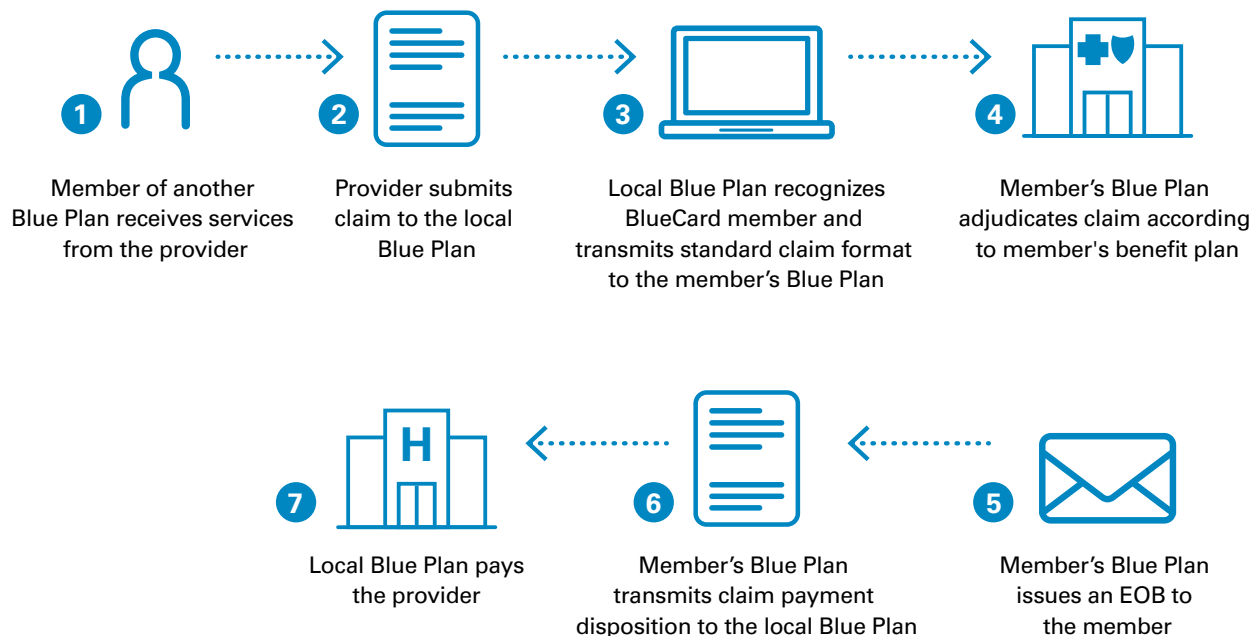 1
Member of another
Blue Plan receives services
from the provider
2
Provider submits
claim to the local
Blue Plan
3
Local Blue Plan recognizes
BlueCard member and
transmits standard claim format
to the member’s Blue Plan
4
Member’s Blue Plan
adjudicates claim according
to member's benefit plan
5
Member’s Blue Plan
issues an EOB to
the member
6
Member’s Blue Plan
transmits claim payment
disposition to the local Blue Plan
H
7
Local Blue Plan pays
the provider